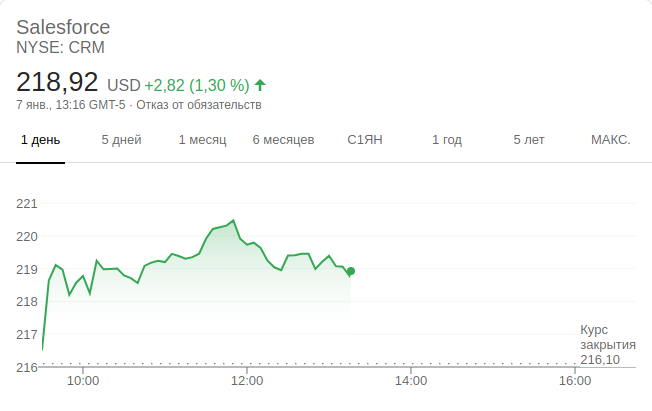 Salesforce
NYSE: CRM
218,92 USD +2,82 (1,30 %)
7 янв., 13:16 GMT-5 · Отказ от обязательств
1 день 5 дней 1 месяц 6 месяцев С1ЯН 1 год 5 лет МАКС.
221
220
219
218
217
216
Курс
закрытия
216,10
10:00 12:00 14:00 16:00